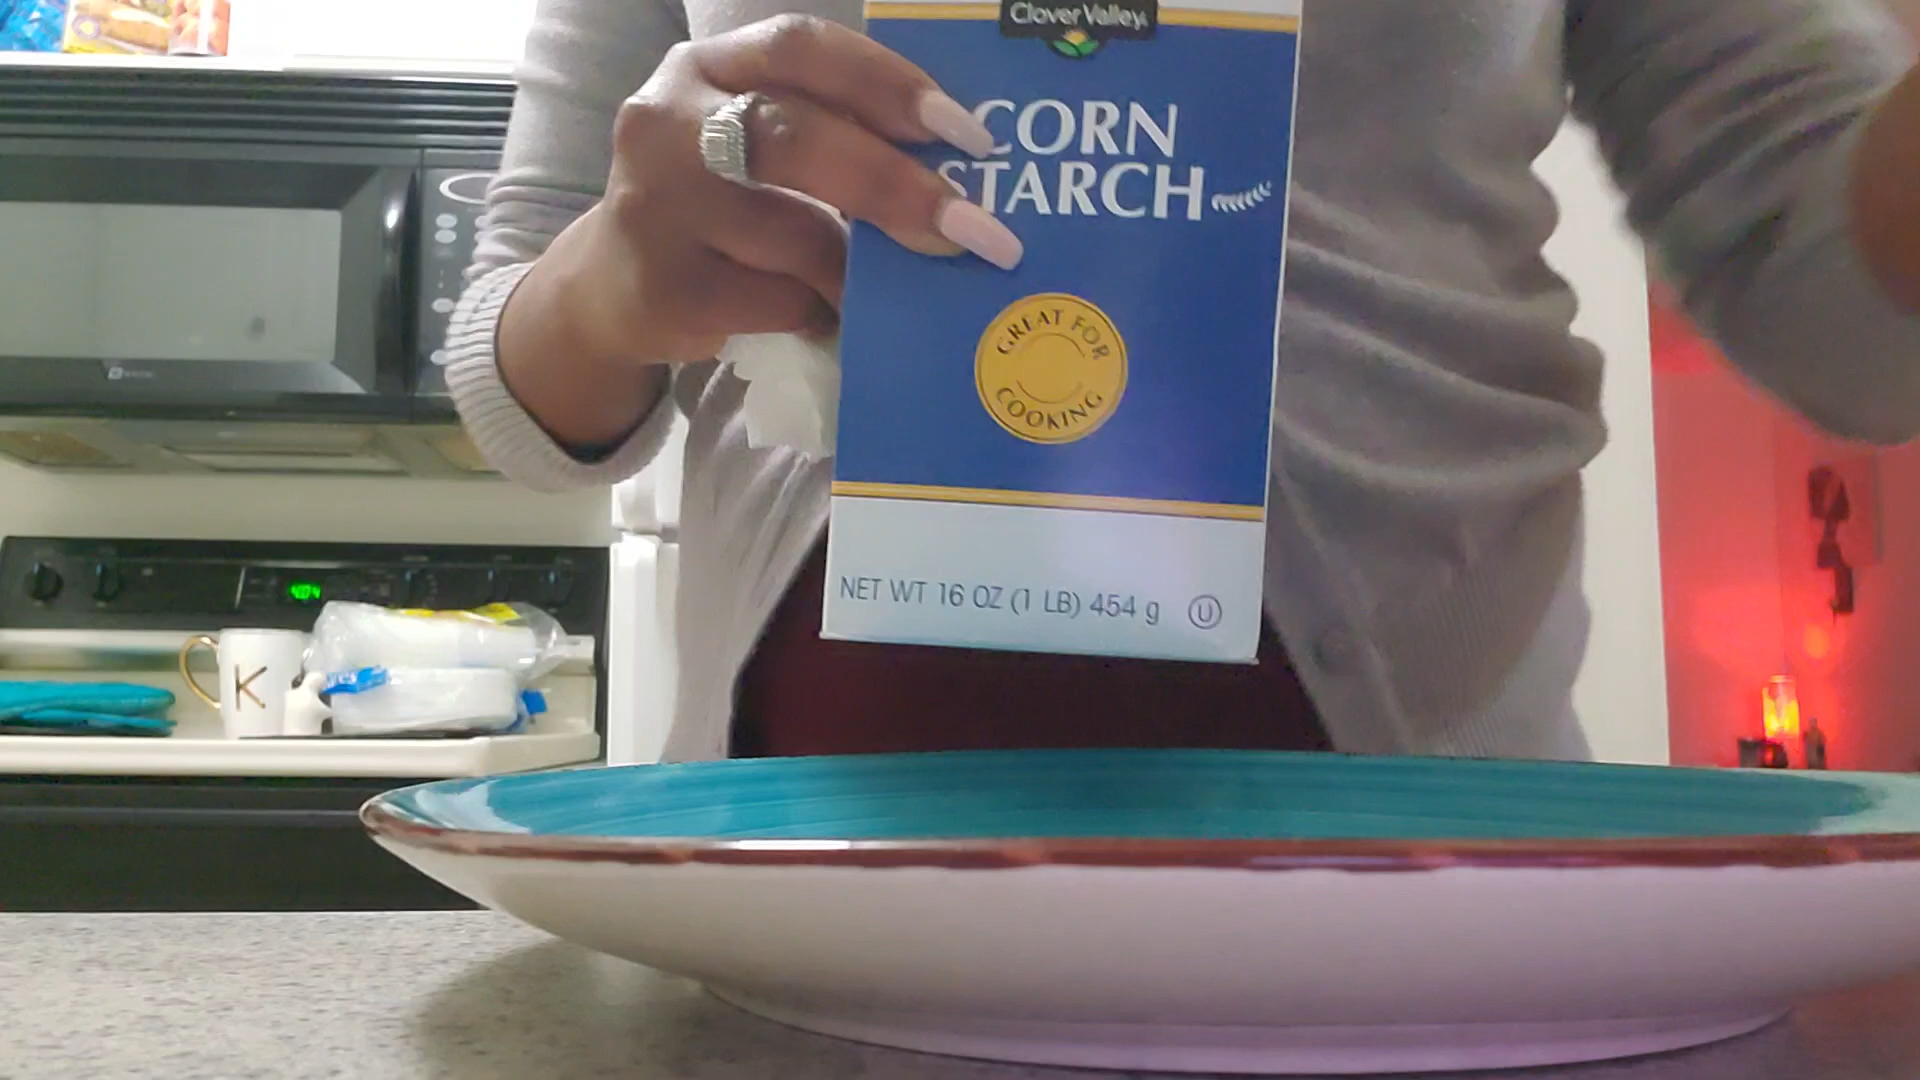 Clover Valley
CORN
STARCH
GREAT FOR
COOKING
NET WT 16 OZ (1 LB) 454 g U
K